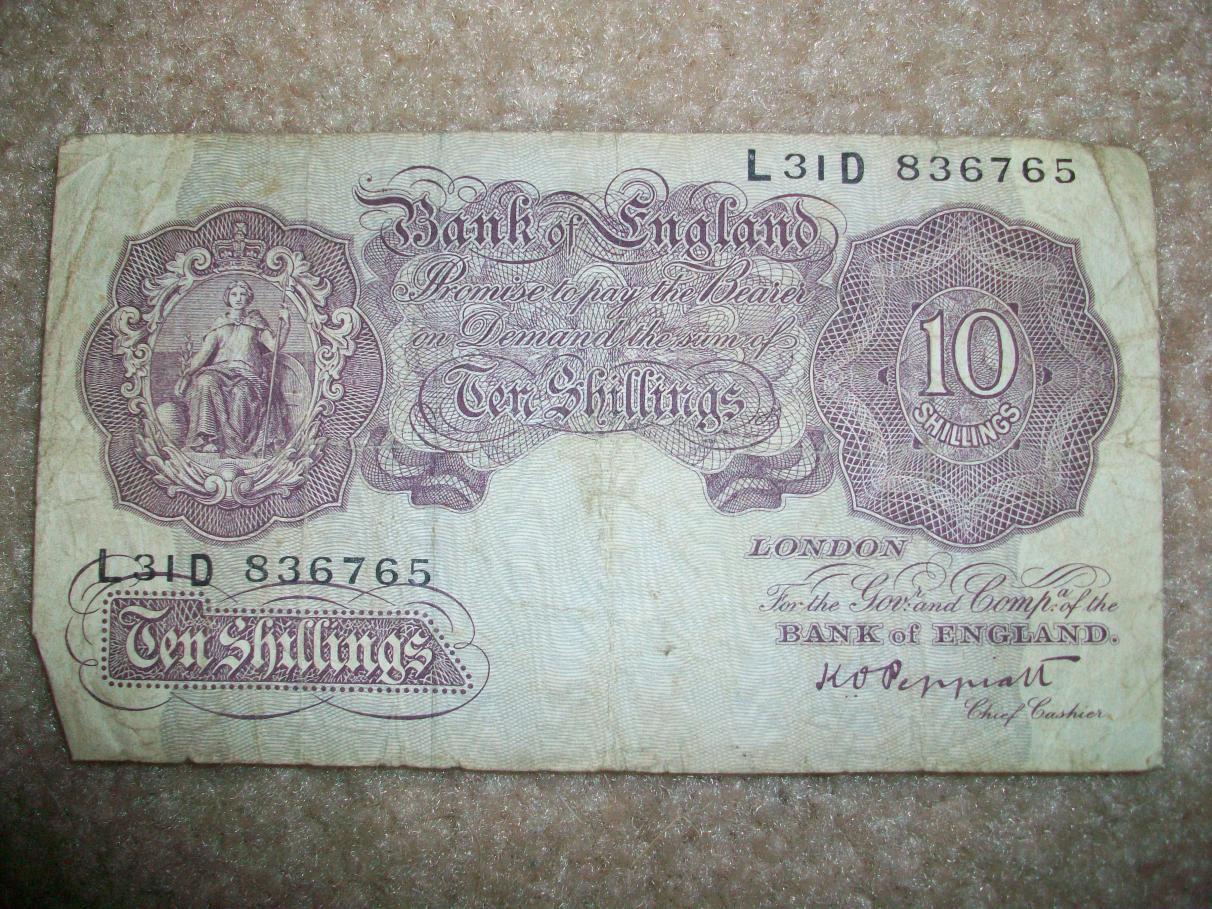 L31D 836765
Bank of England
Promise to pay the Bearer
on Demand the sum of
Ten Shillings
10
SHILLINGS
L31D 836765
Ten Shillings
LONDON
For the Govr. and Compa. of the
BANK of ENGLAND.
K O Peppiatt
Chief Cashier